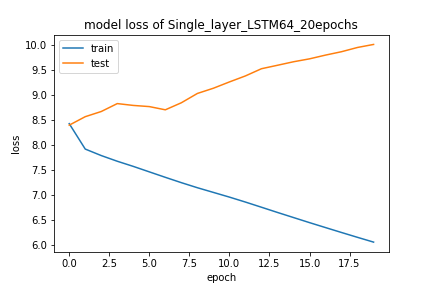 model loss of Single_layer_LSTM64_20epochs
train
test
10.0
9.5
9.0
8.5
8.0
7.5
7.0
6.5
6.0
loss
0.0 2.5 5.0 7.5 10.0 12.5 15.0 17.5
epoch